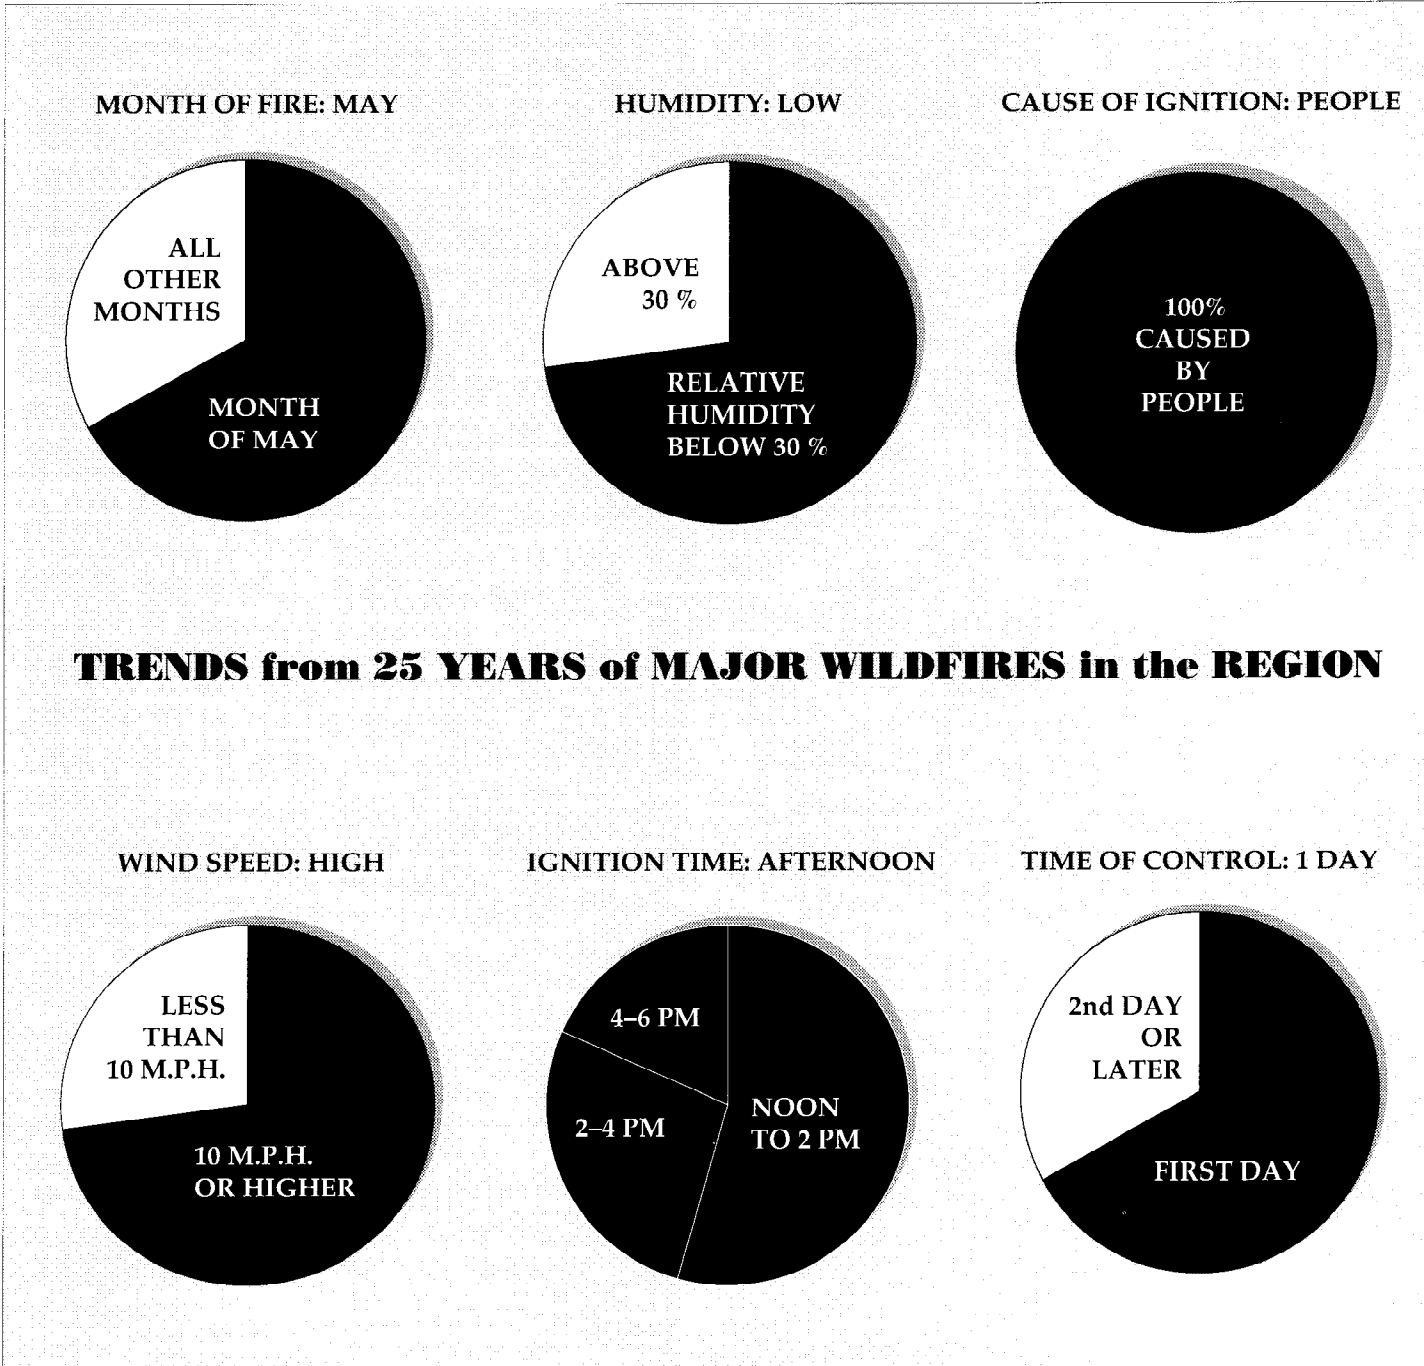 MONTH OF FIRE: MAY
ALL
OTHER
MONTHS
MONTH
OF MAY
HUMIDITY: LOW
ABOVE
30 %
RELATIVE
HUMIDITY
BELOW 30 %
CAUSE OF IGNITION: PEOPLE
100%
CAUSED
BY
PEOPLE
TRENDS from 25 YEARS of MAJOR WILDFIRES in the REGION
WIND SPEED: HIGH
LESS
THAN
10 M.P.H.
10 M.P.H.
OR HIGHER
IGNITION TIME: AFTERNOON
4–6 PM
2–4 PM
NOON
TO 2 PM
TIME OF CONTROL: 1 DAY
2nd DAY
OR
LATER
FIRST DAY